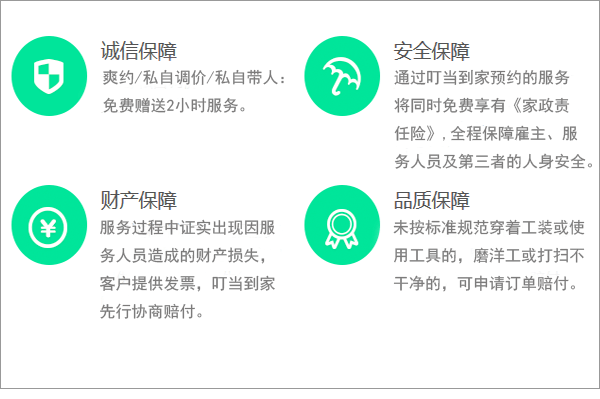 诚信保障
爽约/私自调价/私自带人：
免费赠送2小时服务。
安全保障
通过叮当到家预约的服务
将同时免费享有《家政责
任险》,全程保障雇主、服
务人员及第三者的人身安全。
¥
财产保障
服务过程中证实出现因服
务人员造成的财产损失，
客户提供发票，叮当到家
先行协商赔付。
品质保障
未按标准规范穿着工装或使
用工具的，磨洋工或打扫不
干净的，可申请订单赔付。